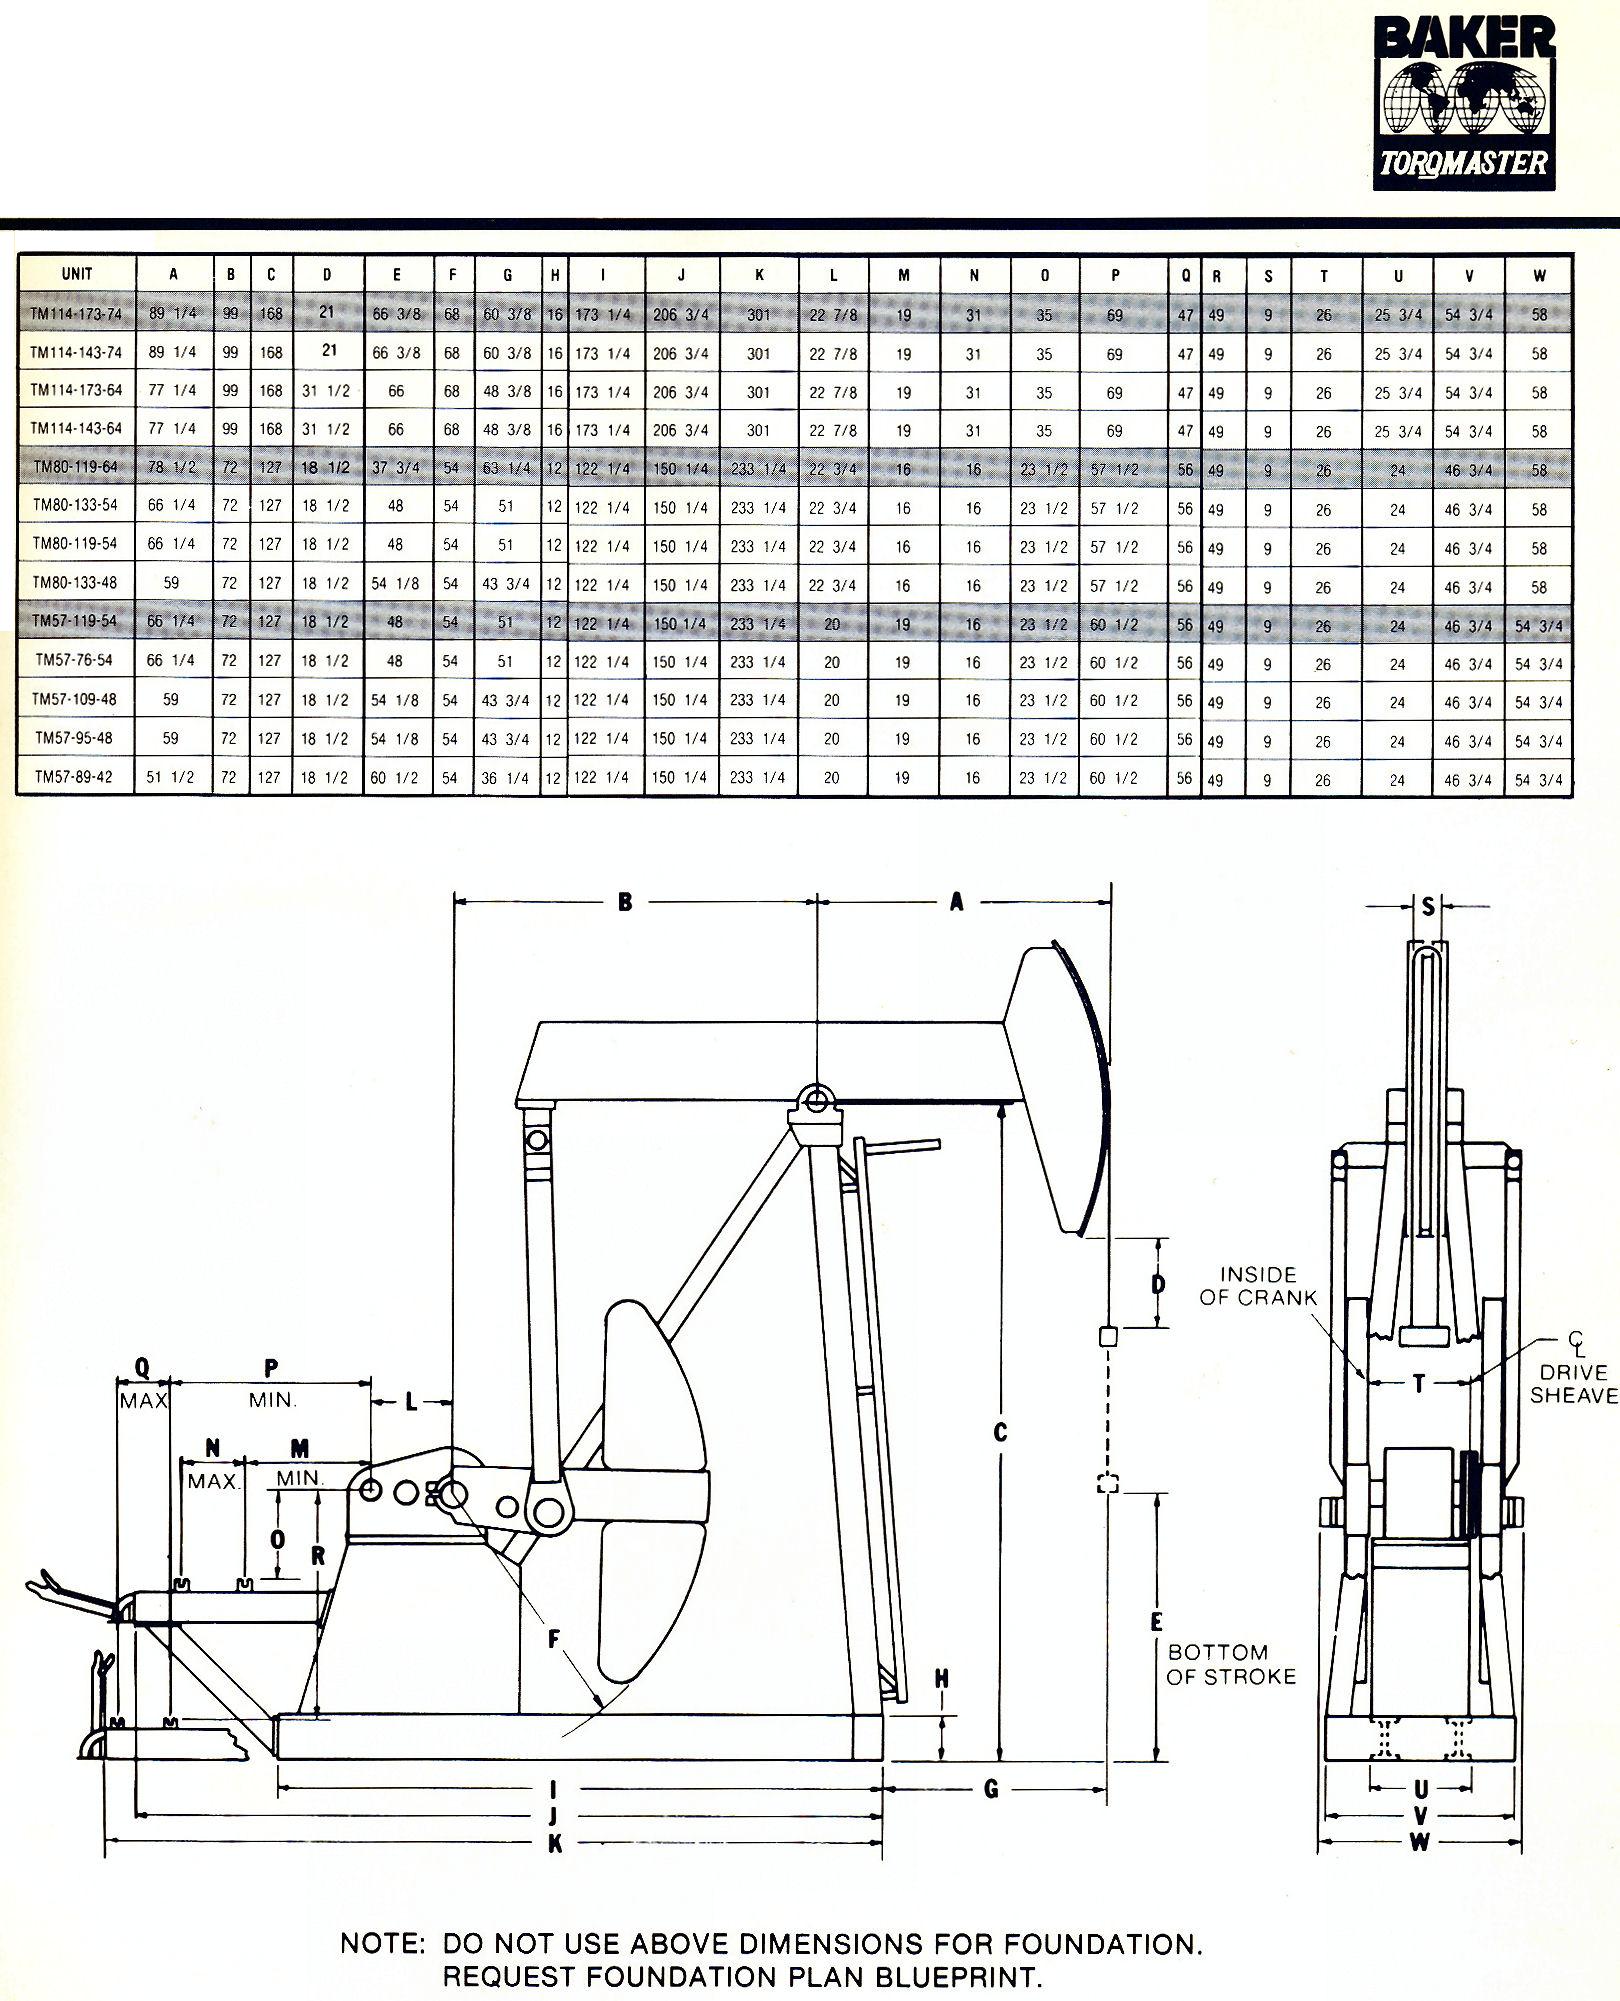 BAKER
TORQMASTER
UNIT A B C D E F G H I J K L M N O P Q R S T U V W
TM114-173-74 89 1/4 99 168 21 66 3/8 68 60 3/8 16 173 1/4 206 3/4 301 22 7/8 19 31 35 69 47 49 9 26 25 3/4 54 3/4 58
TM114-143-74 89 1/4 99 168 21 66 3/8 68 60 3/8 16 173 1/4 206 3/4 301 22 7/8 19 31 35 69 47 49 9 26 25 3/4 54 3/4 58
TM114-173-64 77 1/4 99 168 31 1/2 66 68 48 3/8 16 173 1/4 206 3/4 301 22 7/8 19 31 35 69 47 49 9 26 25 3/4 54 3/4 58
TM114-143-64 77 1/4 99 168 31 1/2 66 68 48 3/8 16 173 1/4 206 3/4 301 22 7/8 19 31 35 69 47 49 9 26 25 3/4 54 3/4 58
TM80-119-64 78 1/2 72 127 18 1/2 37 3/4 54 63 1/4 12 122 1/4 150 1/4 233 1/4 22 3/4 16 16 23 1/2 57 1/2 56 49 9 26 24 46 3/4 58
TM80-133-54 66 1/4 72 127 18 1/2 48 54 51 12 122 1/4 150 1/4 233 1/4 22 3/4 16 16 23 1/2 57 1/2 56 49 9 26 24 46 3/4 58
TM80-119-54 66 1/4 72 127 18 1/2 48 54 51 12 122 1/4 150 1/4 233 1/4 22 3/4 16 16 23 1/2 57 1/2 56 49 9 26 24 46 3/4 58
TM80-133-48 59 72 127 18 1/2 54 1/8 54 43 3/4 12 122 1/4 150 1/4 233 1/4 22 3/4 16 16 23 1/2 57 1/2 56 49 9 26 24 46 3/4 58
TM57-119-54 66 1/4 72 127 18 1/2 48 54 51 12 122 1/4 150 1/4 233 1/4 20 19 16 23 1/2 60 1/2 56 49 9 26 24 46 3/4 54 3/4
TM57-76-54 66 1/4 72 127 18 1/2 48 54 51 12 122 1/4 150 1/4 233 1/4 20 19 16 23 1/2 60 1/2 56 49 9 26 24 46 3/4 54 3/4
TM57-109-48 59 72 127 18 1/2 54 1/8 54 43 3/4 12 122 1/4 150 1/4 233 1/4 20 19 16 23 1/2 60 1/2 56 49 9 26 24 46 3/4 54 3/4
TM57-95-48 59 72 127 18 1/2 54 1/8 54 43 3/4 12 122 1/4 150 1/4 233 1/4 20 19 16 23 1/2 60 1/2 56 49 9 26 24 46 3/4 54 3/4
TM57-89-42 51 1/2 72 127 18 1/2 60 1/2 54 36 1/4 12 122 1/4 150 1/4 233 1/4 20 19 16 23 1/2 60 1/2 56 49 9 26 24 46 3/4 54 3/4
B A S
D
INSIDE
OF CRANK
CL
DRIVE
SHEAVE
T
Q P
MAX MIN.
L
C
N M
MAX. MIN.
O
R
F
E
BOTTOM
OF STROKE
H
I G U
J V
K W
NOTE: DO NOT USE ABOVE DIMENSIONS FOR FOUNDATION.
REQUEST FOUNDATION PLAN BLUEPRINT.